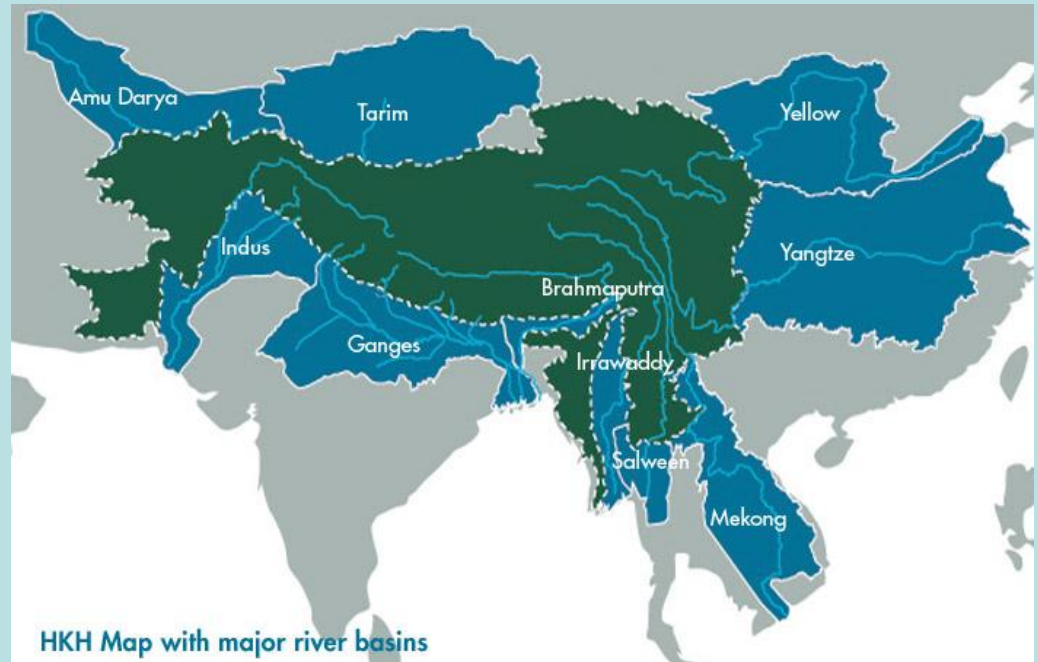 Amu Darya
Tarim
Yellow
Indus
Yangtze
Brahmaputra
Ganges
Irrawaddy
Salween
Mekong
HKH Map with major river basins